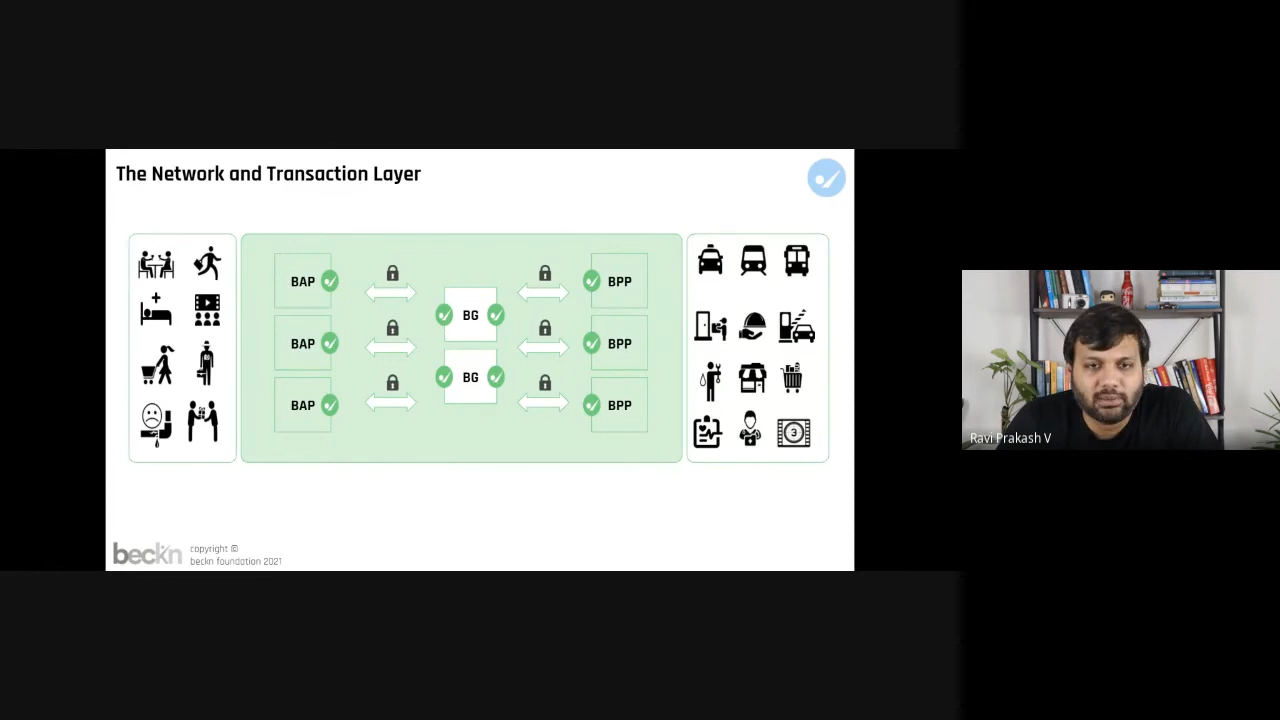 The Network and Transaction Layer
BAP
BPP
BG
BAP
BPP
BG
BAP
BPP
3
Ravi Prakash V
beckn
copyright ©
beckn foundation 2021